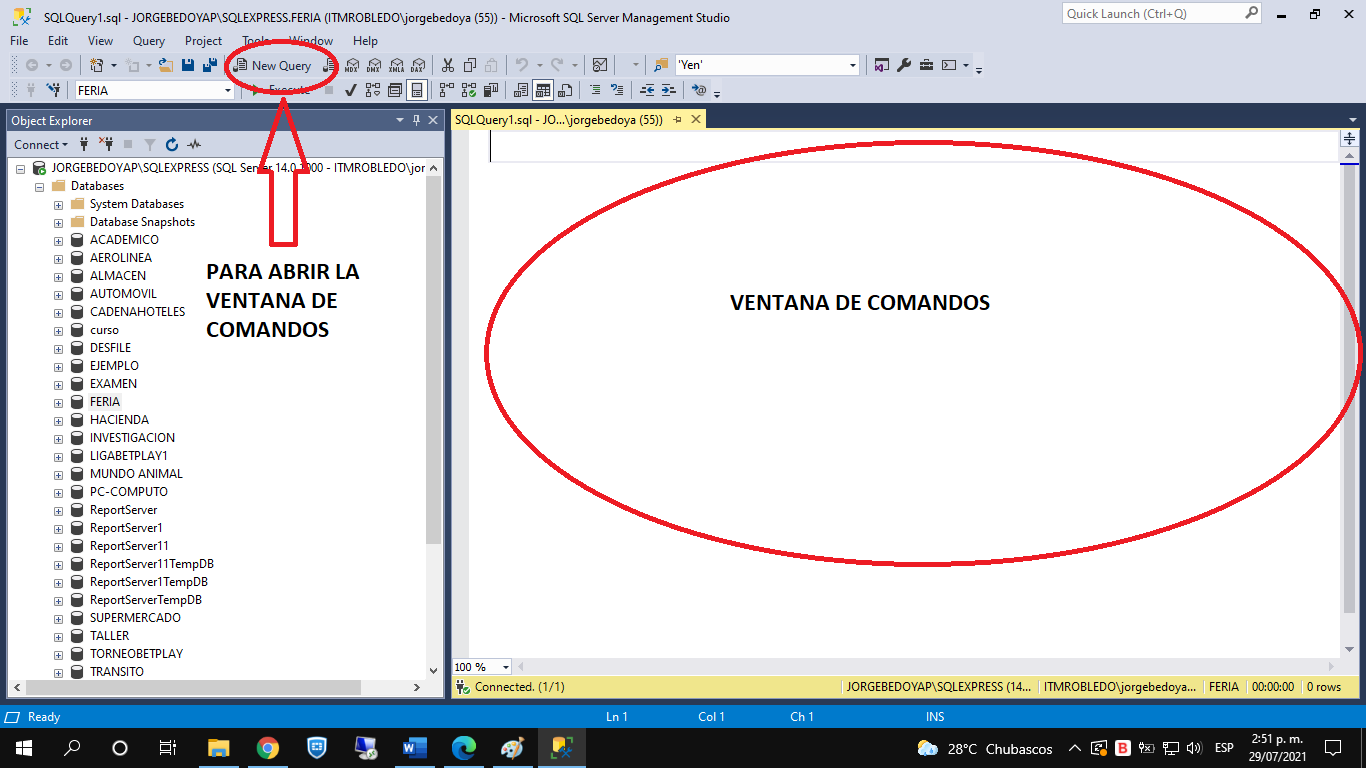 SQLQuery1.sql - JORGEBEDOYAP\SQLEXPRESS.FERIA (ITMROBLEDO\jorgebedoya (55)) - Microsoft SQL Server Management Studio
Quick Launch (Ctrl+Q)
File Edit View Query Project Tools Window Help
New Query
MDX DMX XMLA DAX
'Yen'
FERIA
Execute
Object Explorer
SQLQuery1.sql - JO...\jorgebedoya (55))
Connect
JORGEBEDOYAP\SQLEXPRESS (SQL Server 14.0.1000 - ITMROBLEDO\jor
Databases
System Databases
Database Snapshots
ACADEMICO
AEROLINEA
ALMACEN
AUTOMOVIL
CADENAHOTELES
curso
DESFILE
EJEMPLO
EXAMEN
FERIA
HACIENDA
INVESTIGACION
LIGABETPLAY1
MUNDO ANIMAL
PC-COMPUTO
ReportServer
ReportServer1
ReportServer11
ReportServer11TempDB
ReportServer1TempDB
ReportServerTempDB
SUPERMERCADO
TALLER
TORNEOBETPLAY
TRANSITO
PARA ABRIR LA
VENTANA DE
COMANDOS
VENTANA DE COMANDOS
100 %
Connected. (1/1)
JORGEBEDOYAP\SQLEXPRESS (14... ITMROBLEDO\jorgebedoya... FERIA 00:00:00 0 rows
Ready Ln 1 Col 1 Ch 1 INS
28°C Chubascos
ESP
2:51 p. m.
29/07/2021